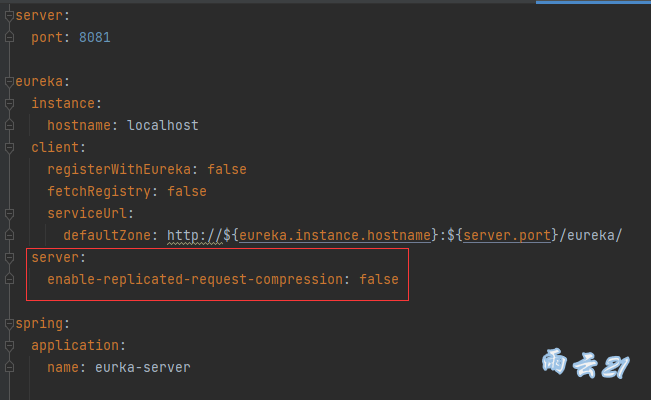 server:
  port: 8081
eureka:
  instance:
    hostname: localhost
  client:
    registerWithEureka: false
    fetchRegistry: false
    serviceUrl:
      defaultZone: http://${eureka.instance.hostname}:${server.port}/eureka/
  server:
    enable-replicated-request-compression: false
spring:
  application:
    name: eurka-server
雨云21